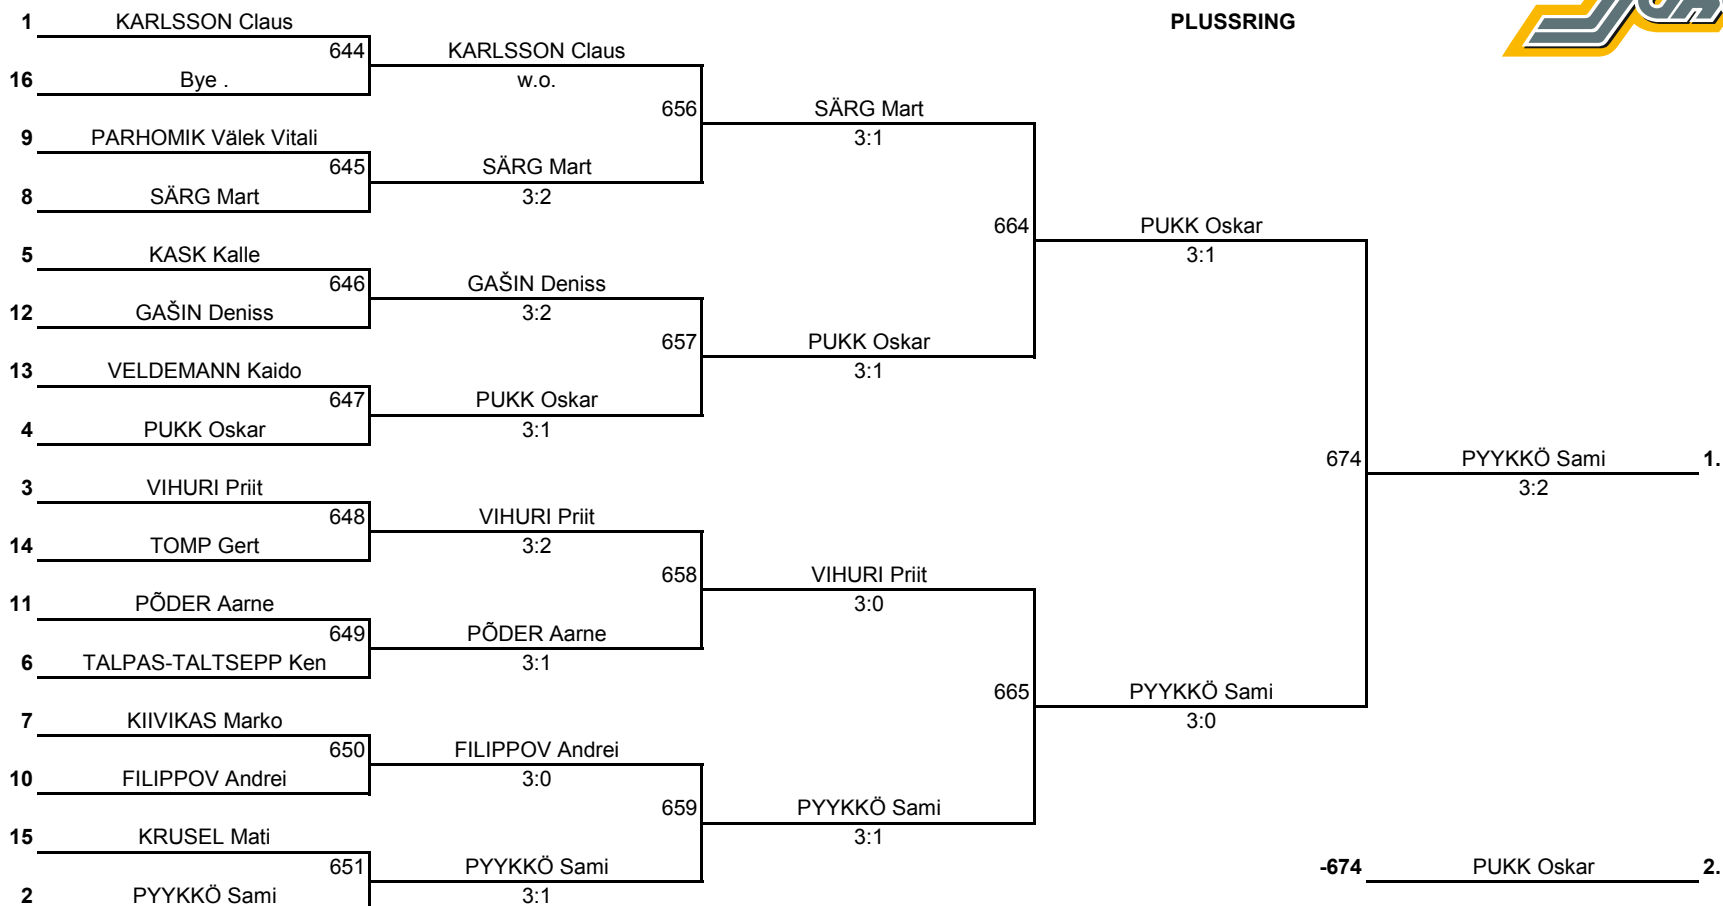 1 KARLSSON Claus PLUSSRING
644 KARLSSON Claus
16 Bye . w.o.
656 SÄRG Mart
9 PARHOMIK Välek Vitali 3:1
645 SÄRG Mart
8 SÄRG Mart 3:2
664 PUKK Oskar
5 KASK Kalle 3:1
646 GAŠIN Deniss
12 GAŠIN Deniss 3:2
657 PUKK Oskar
13 VELDEMANN Kaido 3:1
647 PUKK Oskar
4 PUKK Oskar 3:1
674 PYYKKÖ Sami 1.
3 VIHURI Priit 3:2
648 VIHURI Priit
14 TOMP Gert 3:2
658 VIHURI Priit
11 PÕDER Aarne 3:0
649 PÕDER Aarne
6 TALPAS-TALTSEPP Ken 3:1
665 PYYKKÖ Sami
7 KIIVIKAS Marko 3:0
650 FILIPPOV Andrei
10 FILIPPOV Andrei 3:0
659 PYYKKÖ Sami
15 KRUSEL Mati 3:1
651 PYYKKÖ Sami -674 PUKK Oskar 2.
2 PYYKKÖ Sami 3:1